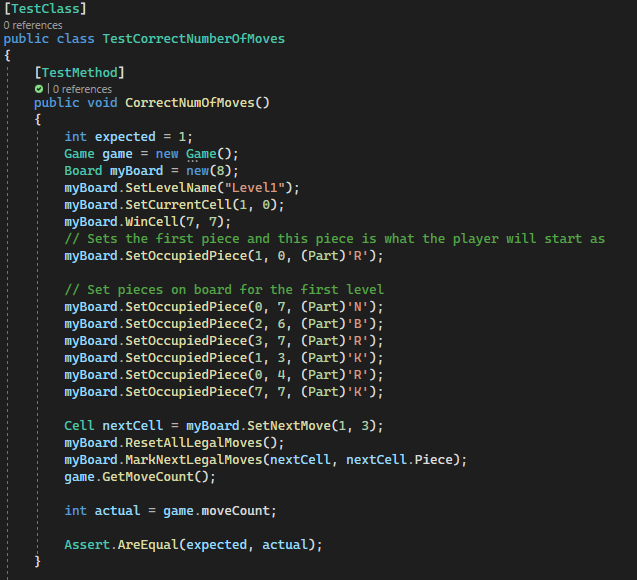 [TestClass]
0 references
public class TestCorrectNumberOfMoves
{
[TestMethod]
| 0 references
public void CorrectNumOfMoves()
{
int expected = 1;
Game game = new Game();
Board myBoard = new(8);
myBoard.SetLevelName("Level1");
myBoard.SetCurrentCell(1, 0);
myBoard.WinCell(7, 7);
// Sets the first piece and this piece is what the player will start as
myBoard.SetOccupiedPiece(1, 0, (Part)'R');
// Set pieces on board for the first level
myBoard.SetOccupiedPiece(0, 7, (Part)'N');
myBoard.SetOccupiedPiece(2, 6, (Part)'B');
myBoard.SetOccupiedPiece(3, 7, (Part)'R');
myBoard.SetOccupiedPiece(1, 3, (Part)'K');
myBoard.SetOccupiedPiece(0, 4, (Part)'R');
myBoard.SetOccupiedPiece(7, 7, (Part)'K');
Cell nextCell = myBoard.SetNextMove(1, 3);
myBoard.ResetAllLegalMoves();
myBoard.MarkNextLegalMoves(nextCell, nextCell.Piece);
game.GetMoveCount();
int actual = game.moveCount;
Assert.AreEqual(expected, actual);
}